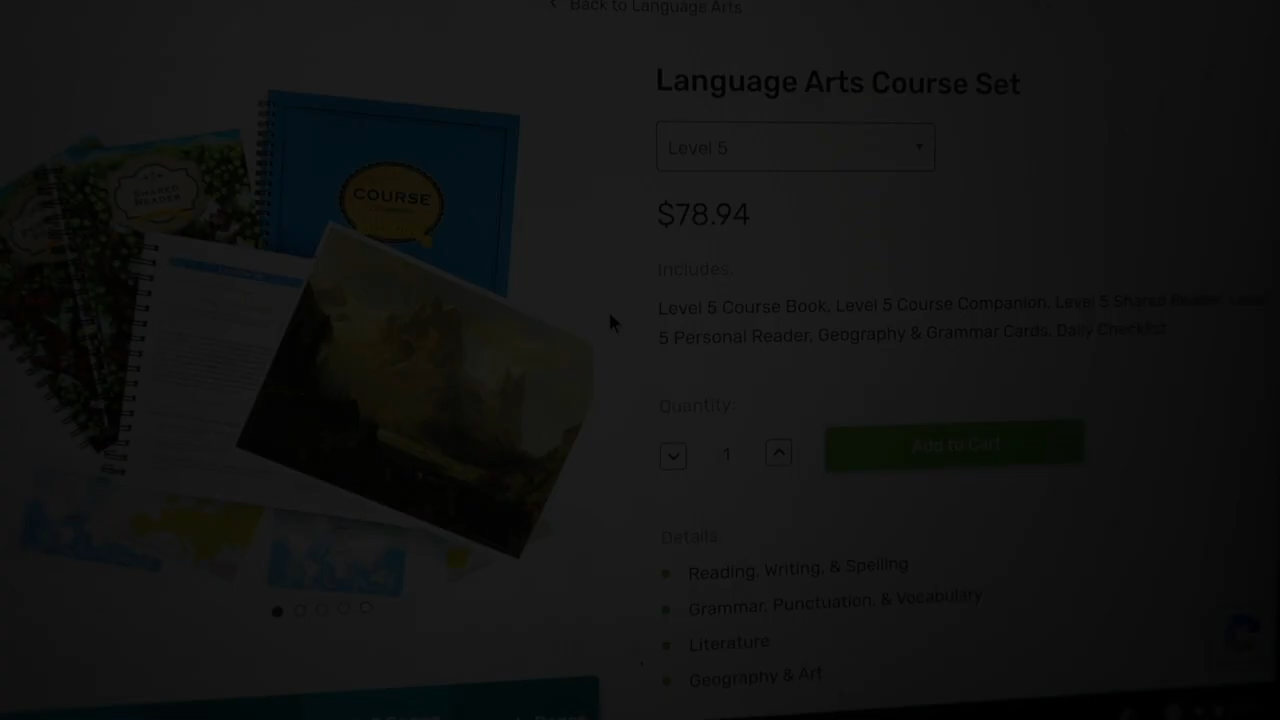 Back to Language Arts
Language Arts Course Set
Level 5
$78.94
Includes:
Level 5 Course Book, Level 5 Course Companion, Level 5 Shared Reader, Level
5 Personal Reader, Geography & Grammar Cards, Daily Checklist
Quantity:
1
Add to Cart
Details:
Reading, Writing, & Spelling
Grammar, Punctuation, & Vocabulary
Literature
Geography & Art
SHARED
READER
COURSE